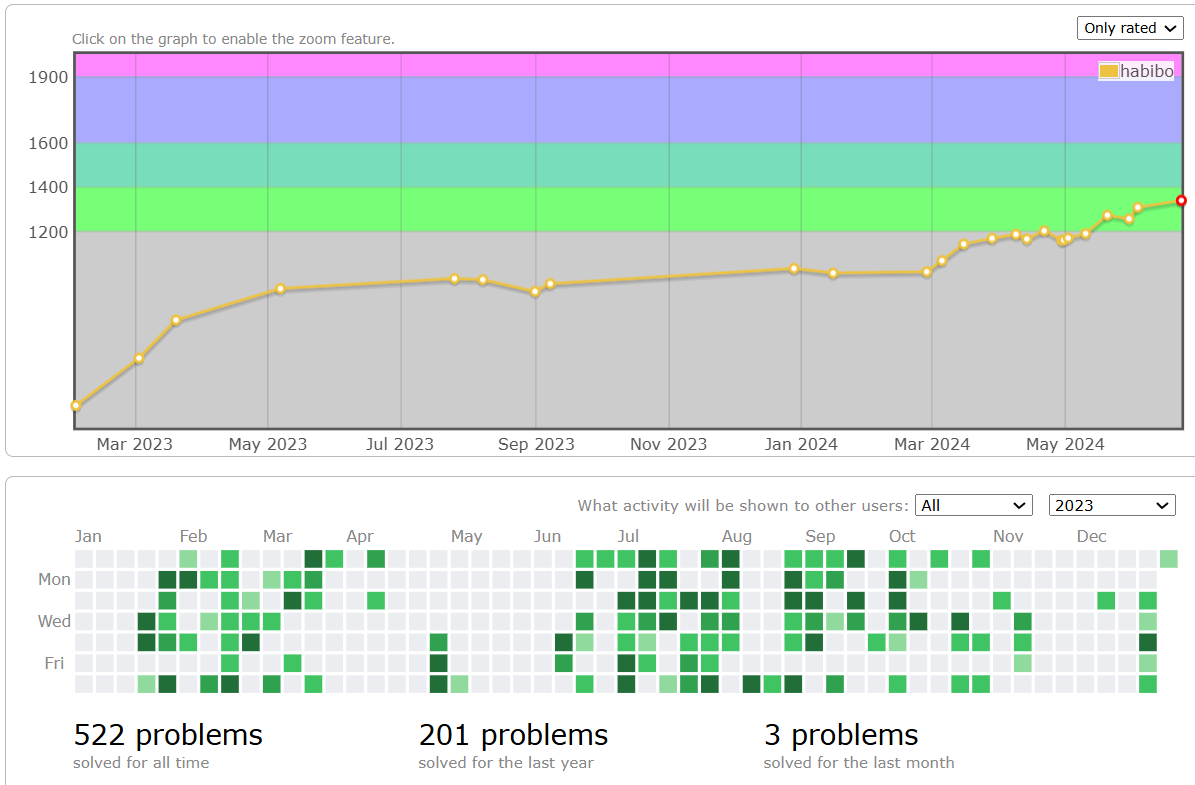 Only rated
Click on the graph to enable the zoom feature.
habibo
1900
1600
1400
1200
Mar 2023 May 2023 Jul 2023 Sep 2023 Nov 2023 Jan 2024 Mar 2024 May 2024
What activity will be shown to other users: All 2023
Jan Feb Mar Apr May Jun Jul Aug Sep Oct Nov Dec
Mon
Wed
Fri
522 problems 201 problems 3 problems
solved for all time solved for the last year solved for the last month